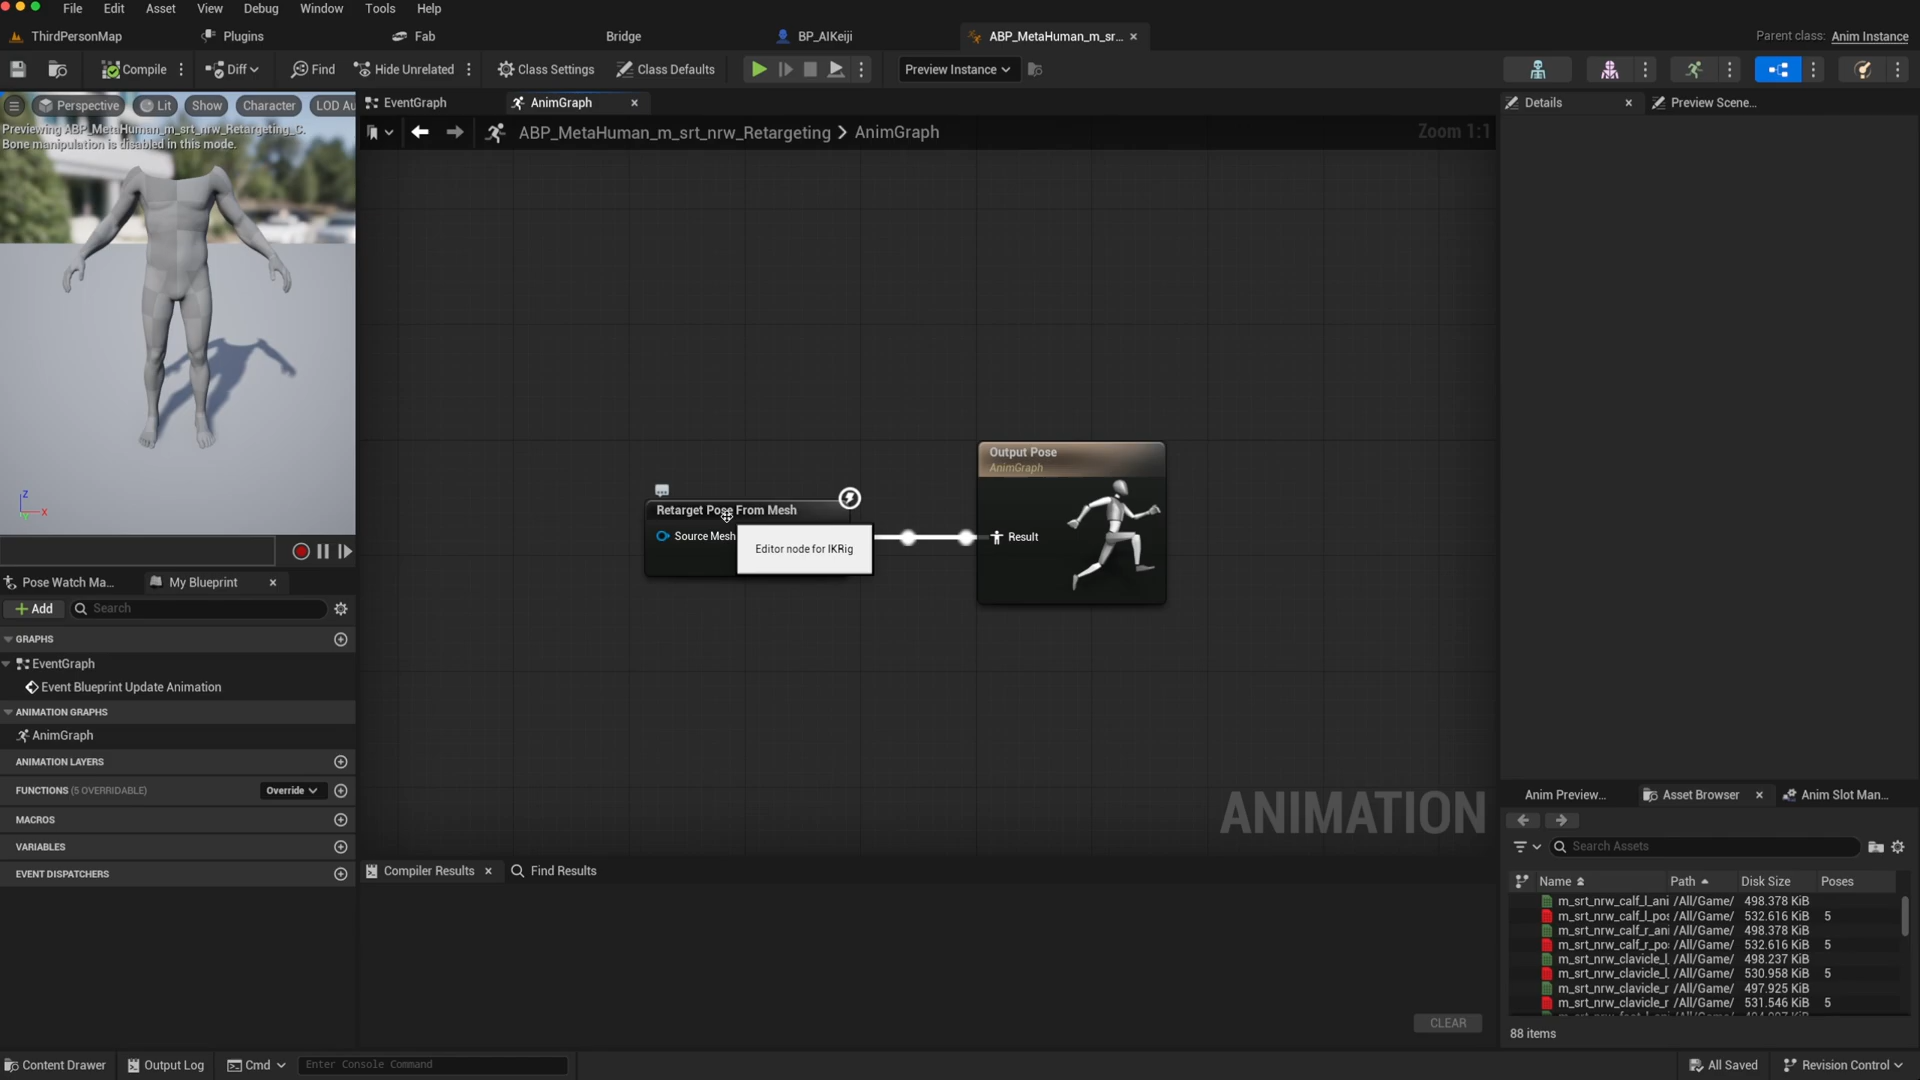 File Edit Asset View Debug Window Tools Help
ThirdPersonMap Plugins Fab Bridge BP_AIKeiji ABP_MetaHuman_m_sr... Parent class: Anim Instance
Compile Diff Find Hide Unrelated Class Settings Class Defaults Preview Instance
Perspective Lit Show Character LOD Au
Previewing ABP_MetaHuman_m_srt_nrw_Retargeting_C.
Bone manipulation is disabled in this mode.
EventGraph AnimGraph
ABP_MetaHuman_m_srt_nrw_Retargeting > AnimGraph
Zoom 1:1
Details Preview Scene...
Retarget Pose From Mesh
Source Mesh
Editor node for IKRig
Output Pose
AnimGraph
Result
ANIMATION
Z
X
Y
Pose Watch Ma... My Blueprint
+ Add Search
GRAPHS
EventGraph
Event Blueprint Update Animation
ANIMATION GRAPHS
AnimGraph
ANIMATION LAYERS
FUNCTIONS (5 OVERRIDABLE) Override
MACROS
VARIABLES
EVENT DISPATCHERS
Compiler Results Find Results
CLEAR
Anim Preview... Asset Browser Anim Slot Man...
Search Assets
Name Path Disk Size Poses
m_srt_nrw_calf_l_ani /All/Game/ 498.378 KiB
m_srt_nrw_calf_l_pos /All/Game/ 532.616 KiB 5
m_srt_nrw_calf_r_ani /All/Game/ 498.378 KiB
m_srt_nrw_calf_r_po: /All/Game/ 532.616 KiB 5
m_srt_nrw_clavicle_l_ /All/Game/ 498.237 KiB
m_srt_nrw_clavicle_l_ /All/Game/ 530.958 KiB 5
m_srt_nrw_clavicle_r /All/Game/ 497.925 KiB
m_srt_nrw_clavicle_r /All/Game/ 531.546 KiB 5
88 items
Content Drawer Output Log Cmd Enter Console Command All Saved Revision Control